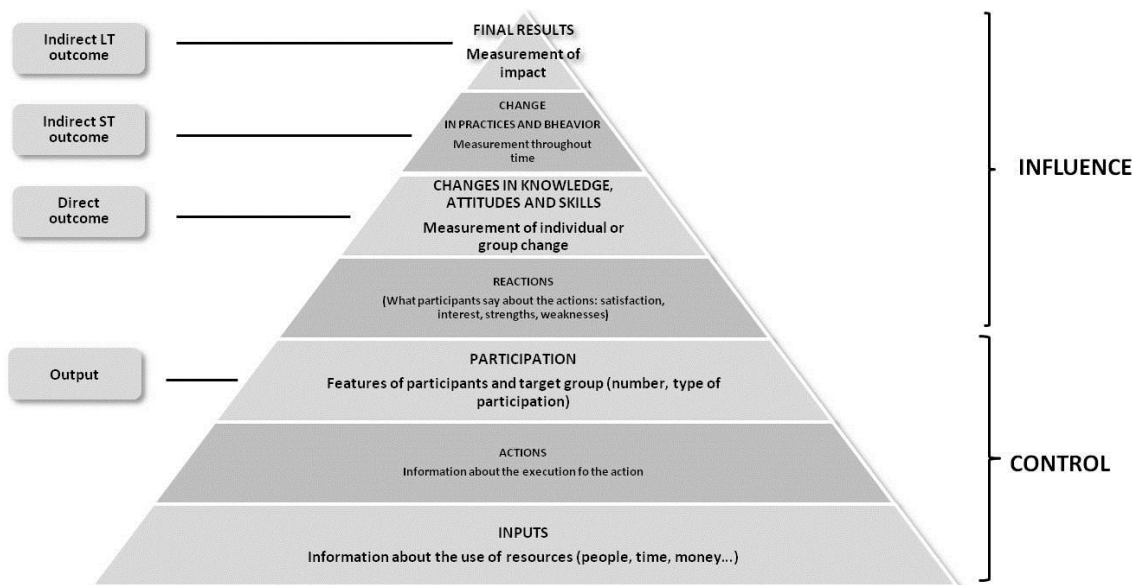 Indirect LT
outcome
FINAL RESULTS
Measurement of
impact
Indirect ST
outcome
CHANGE
IN PRACTICES AND BHEAVIOR
Measurement throughout
time
INFLUENCE
Direct
outcome
CHANGES IN KNOWLEDGE,
ATTITUDES AND SKILLS
Measurement of individual or
group change
REACTIONS
(What participants say about the actions: satisfaction,
interest, strengths, weaknesses)
Output
PARTICIPATION
Features of participants and target group (number, type of
participation)
ACTIONS
Information about the execution fo the action
CONTROL
INPUTS
Information about the use of resources (people, time, money...)